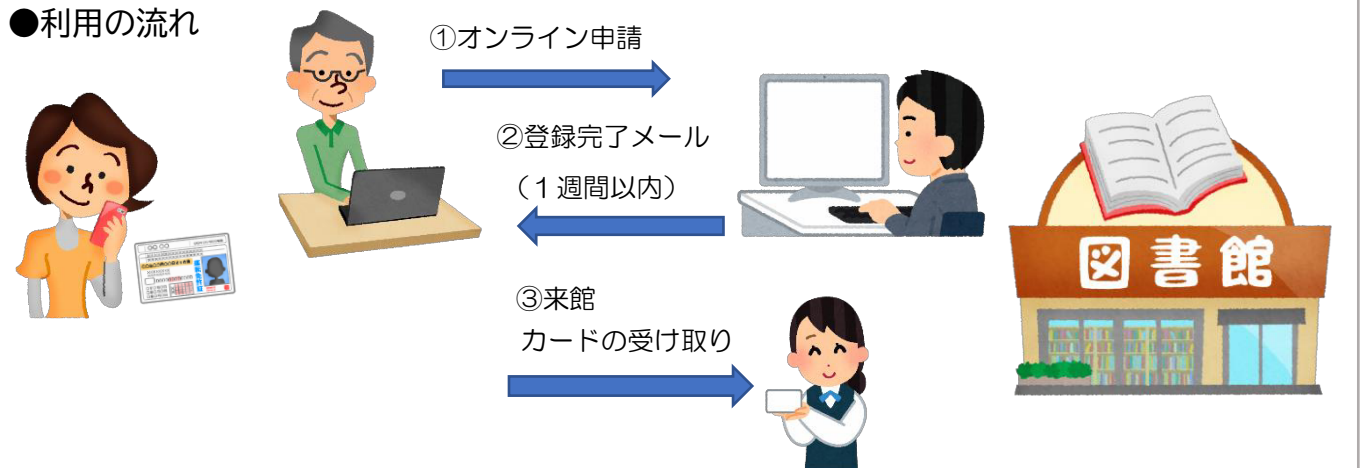 ●利用の流れ
①オンライン申請
②登録完了メール
（１週間以内）
③来館
カードの受け取り
図書館